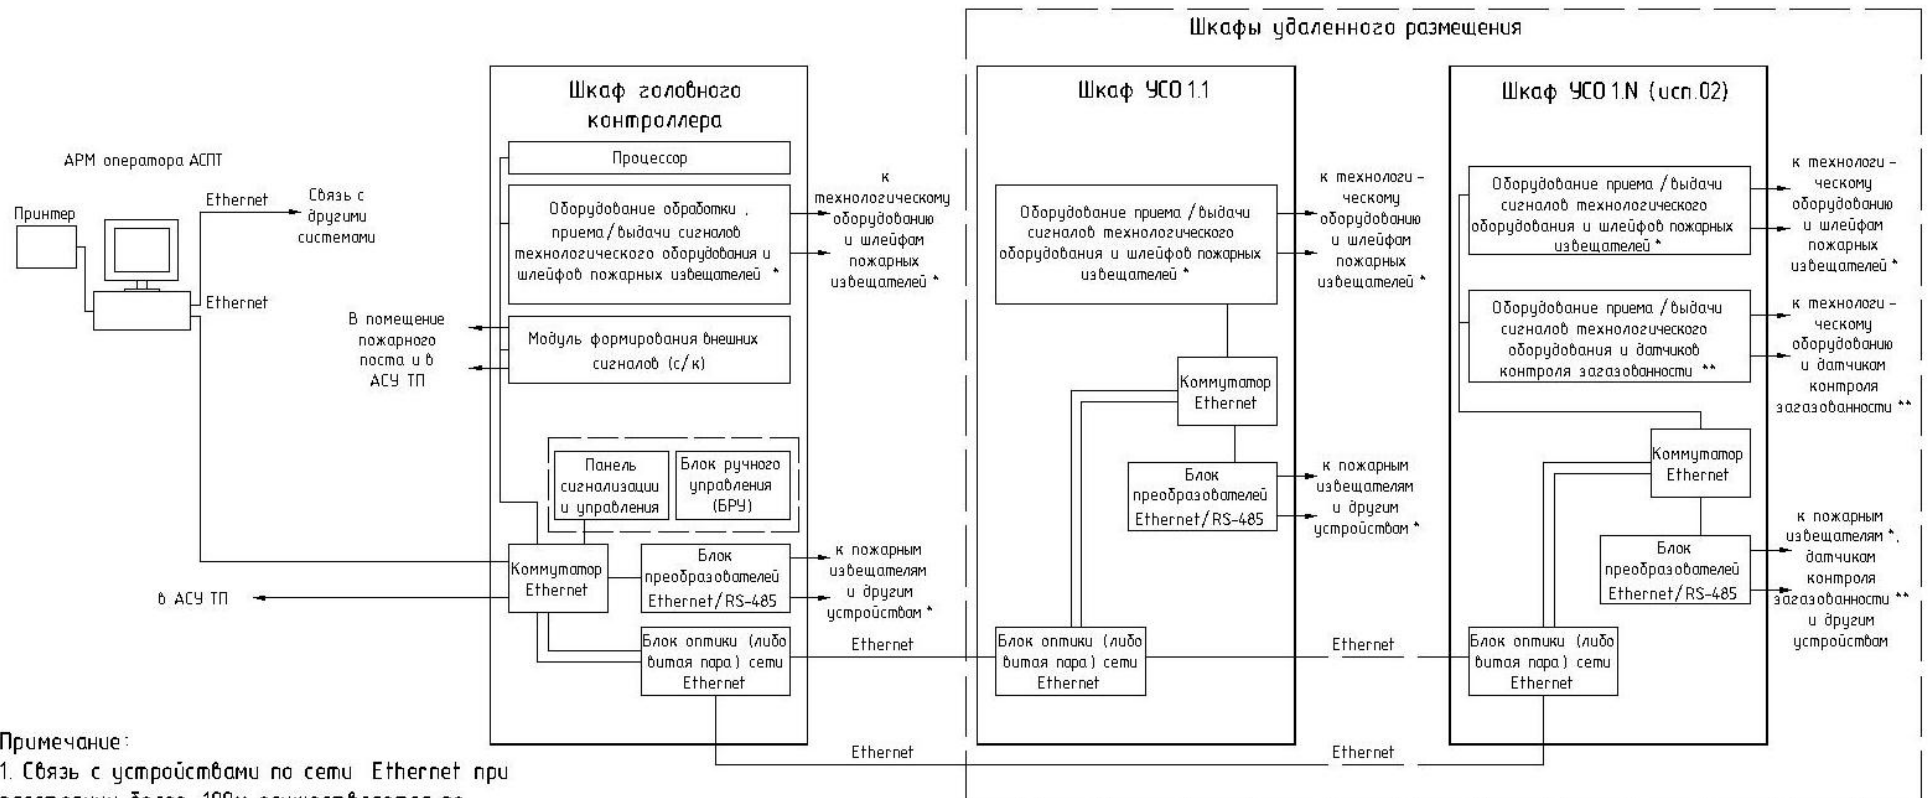 Шкафы удаленного размещения
Шкаф головного
контроллера
Шкаф УСО 1.1
Шкаф УСО 1.N (исп.02)
АРМ оператора АСПТ
Принтер
Ethernet
Связь с
другими
системами
Ethernet
Процессор
Оборудование обработки,
приема/выдачи сигналов
технологического оборудования и
шлейфов пожарных извещателей *
к
технологическому
оборудованию
и шлейфам
пожарных
извещателей *
В помещение
пожарного
поста и в
АСУ ТП
Модуль формирования внешних
сигналов (с/к)
Панель
сигнализации
и управления
Блок ручного
управления
(БРУ)
Коммутатор
Ethernet
Блок
преобразователей
Ethernet/RS-485
к пожарным
извещателям
и другим
устройствам *
в АСУ ТП
Блок оптики (либо
витая пара) сети
Ethernet
Ethernet
Ethernet
Оборудование приема /выдачи
сигналов технологического
оборудования и шлейфов пожарных
извещателей *
к технологи -
ческому
оборудованию
и шлейфам
пожарных
извещателей *
Коммутатор
Ethernet
Блок
преобразователей
Ethernet/RS-485
к пожарным
извещателям
и другим
устройствам *
Блок оптики (либо
витая пара) сети
Ethernet
Ethernet
Ethernet
Оборудование приема /выдачи
сигналов технологического
оборудования и шлейфов пожарных
извещателей *
к технологи -
ческому
оборудованию
и шлейфам
пожарных
извещателей *
Оборудование приема /выдачи
сигналов технологического
оборудования и датчиков
контроля загазованности **
к технологи -
ческому
оборудованию
и датчикам
контроля
загазованности **
Коммутатор
Ethernet
Блок
преобразователей
Ethernet/RS-485
к пожарным
извещателям *,
датчикам
контроля
загазованности **
и другим
устройствам
Блок оптики (либо
витая пара) сети
Ethernet
Примечание:
1. Связь с устройствами по сети Ethernet при